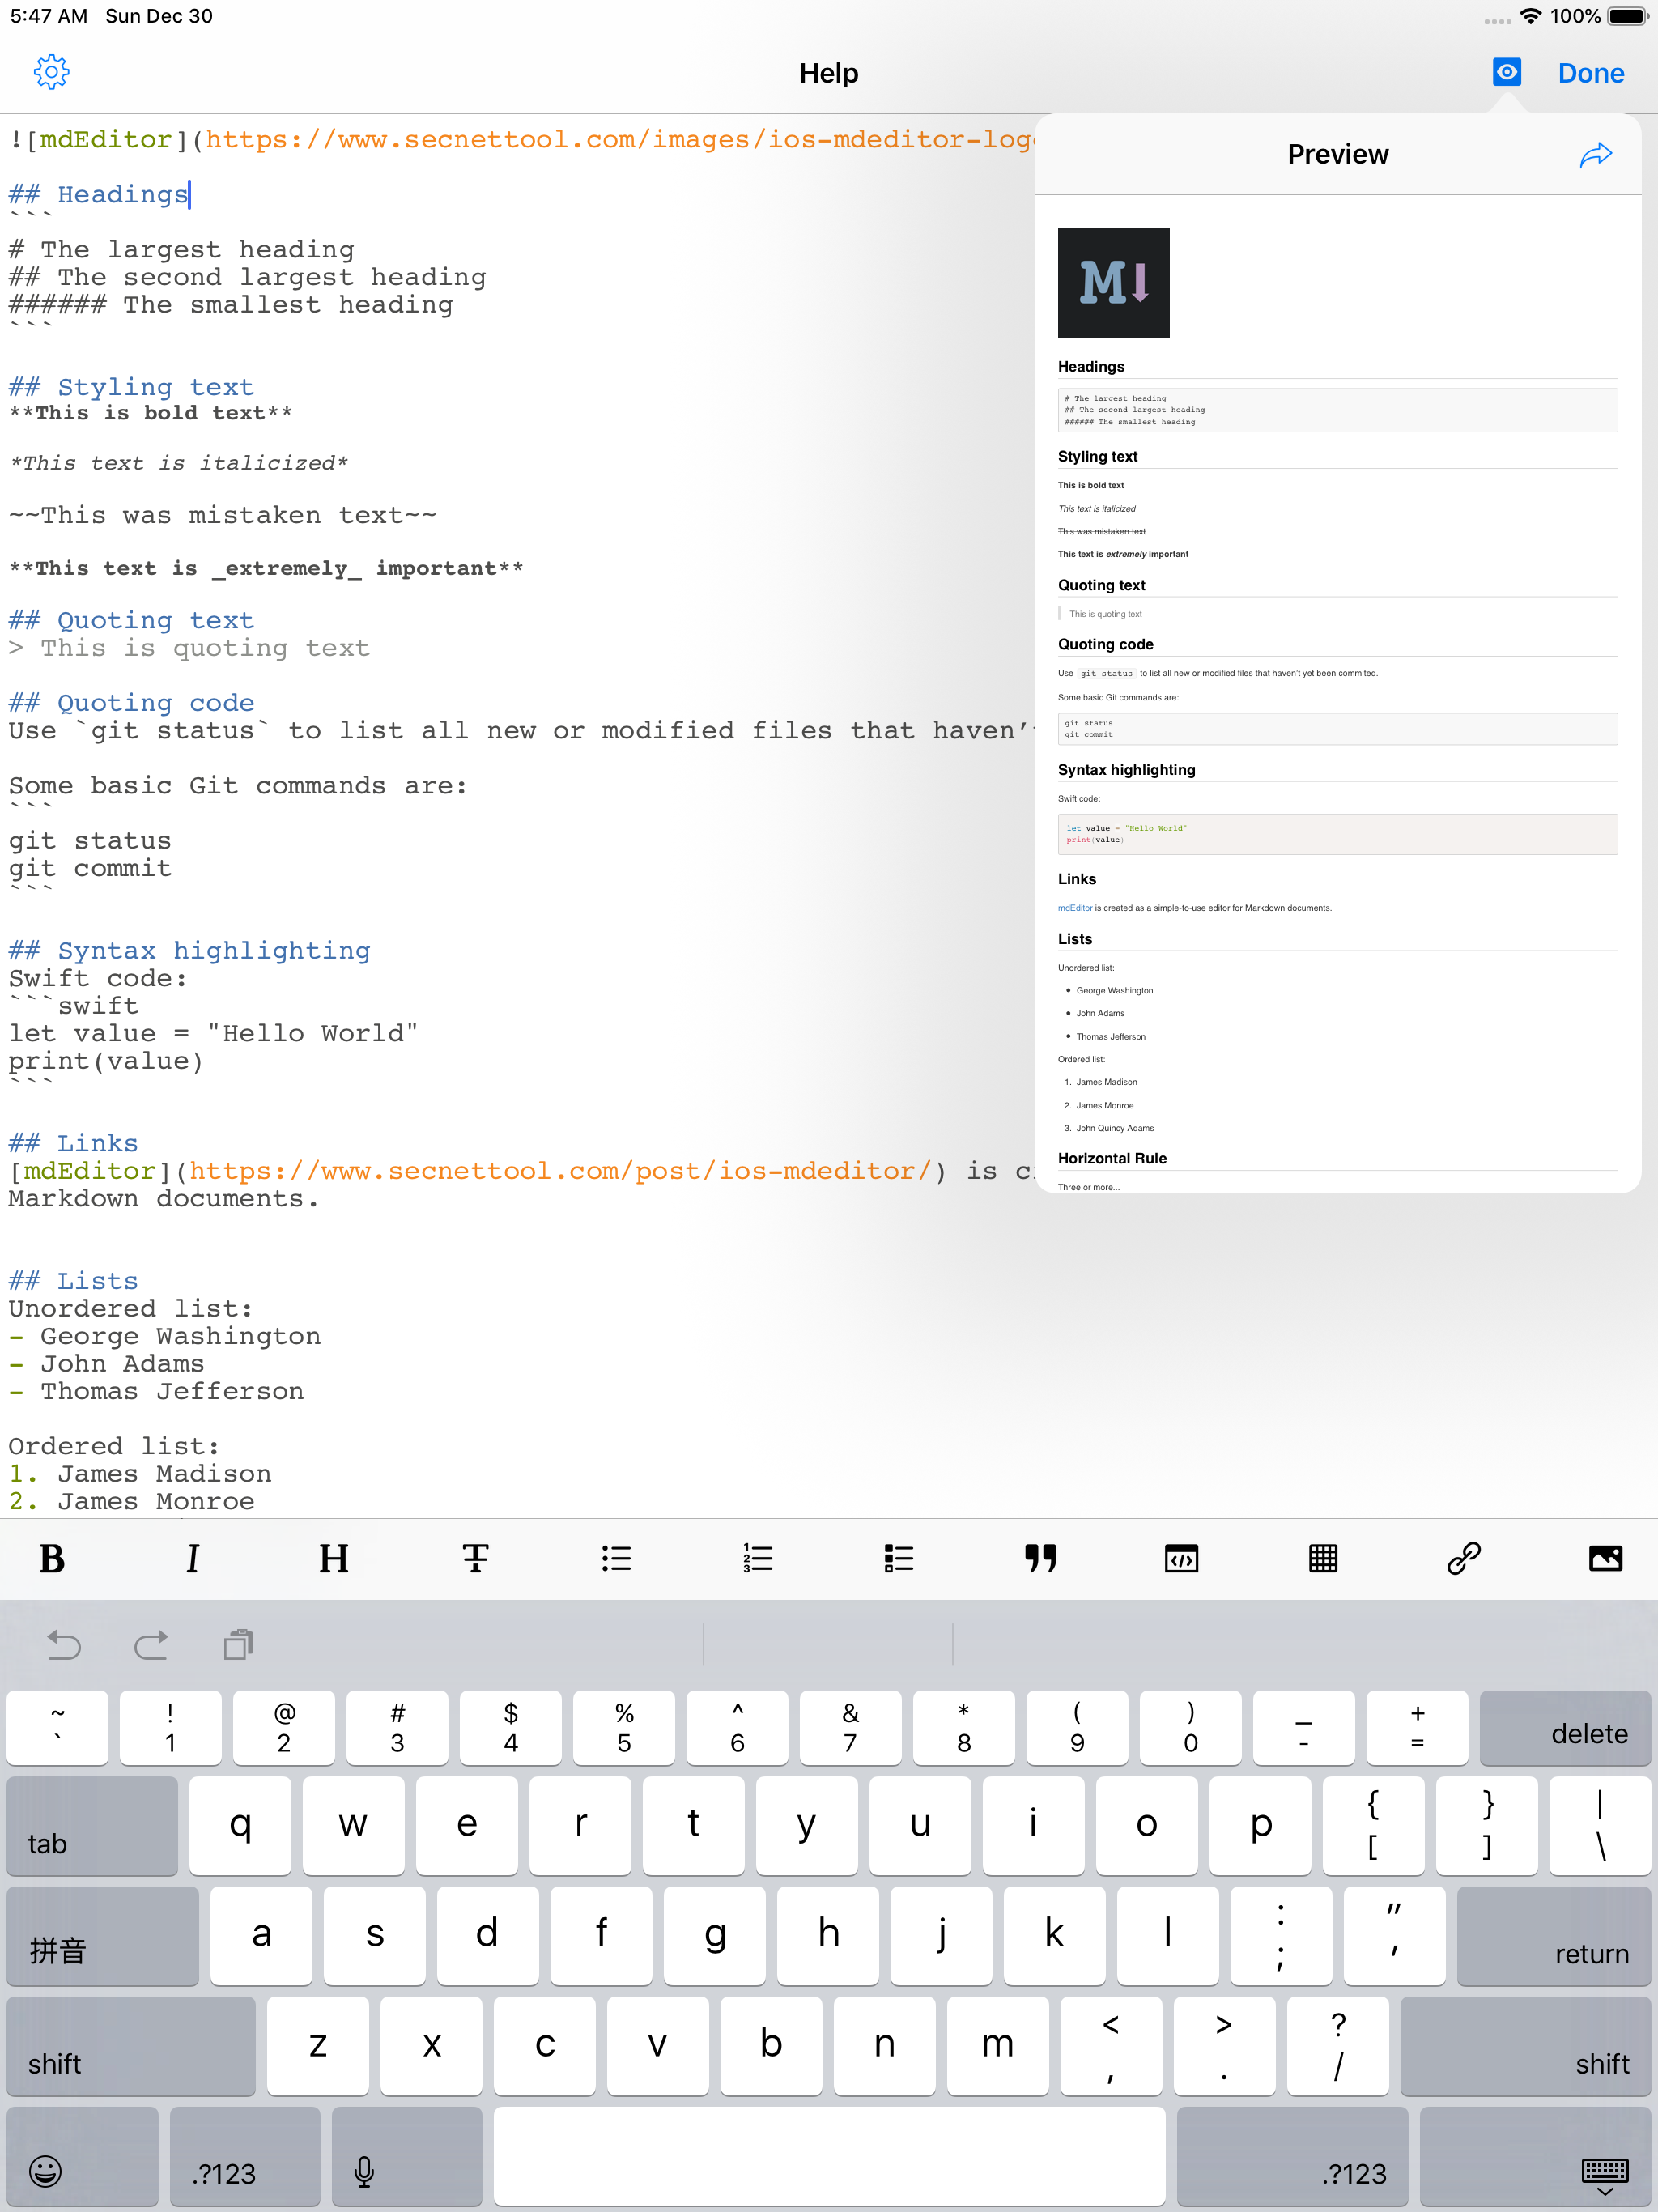 5:47 AM Sun Dec 30
100%
Help
Done
![mdEditor](https://www.secnettool.com/images/ios-mdeditor-log
## Headings
```
# The largest heading
## The second largest heading
###### The smallest heading
```
## Styling text
**This is bold text**
*This text is italicized*
~~This was mistaken text~~
**This text is _extremely_ important**
## Quoting text
> This is quoting text
## Quoting code
Use `git status` to list all new or modified files that haven’
Some basic Git commands are:
```
git status
git commit
```
## Syntax highlighting
Swift code:
```swift
let value = "Hello World"
print(value)
```
## Links
[mdEditor](https://www.secnettool.com/post/ios-mdeditor/) is c
Markdown documents.
## Lists
Unordered list:
- George Washington
- John Adams
- Thomas Jefferson
Ordered list:
1. James Madison
2. James Monroe
Preview
M
Headings
# The largest heading
## The second largest heading
###### The smallest heading
Styling text
This is bold text
This text is italicized
This was mistaken text
This text is extremely important
Quoting text
This is quoting text
Quoting code
Use git status to list all new or modified files that haven't yet been commited.
Some basic Git commands are:
git status
git commit
Syntax highlighting
Swift code:
let value = "Hello World"
print(value)
Links
mdEditor is created as a simple-to-use editor for Markdown documents.
Lists
Unordered list:
• George Washington
• John Adams
• Thomas Jefferson
Ordered list:
1. James Madison
2. James Monroe
3. John Quincy Adams
Horizontal Rule
Three or more...
B I H T
~ ! @ # $ % ^ & * ( ) _ +
` 1 2 3 4 5 6 7 8 9 0 - = delete
tab q w e r t y u i o p { [ } ] | \
拼音 a s d f g h j k l : ; " ' return
shift z x c v b n m < , > . ? / shift
.?123 .?123